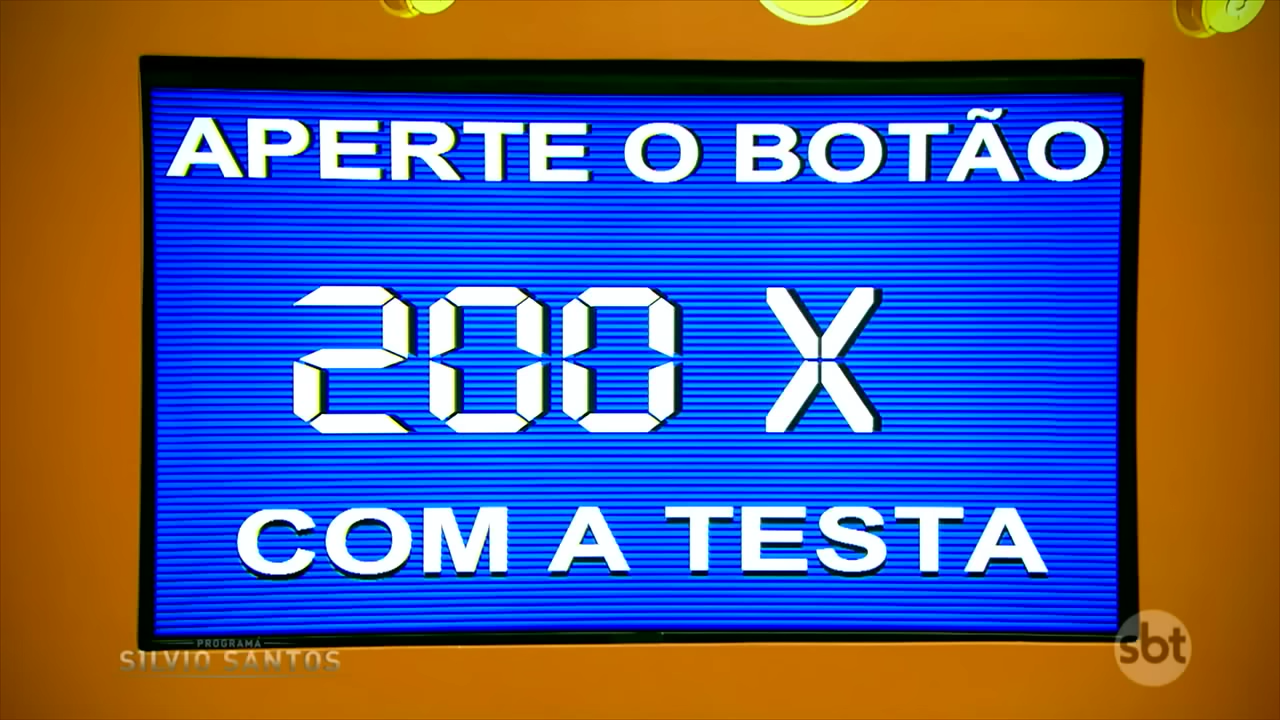 APERTE O BOTÃO
200 X
COM A TESTA
PROGRAMA
SILVIO SANTOS
sbt